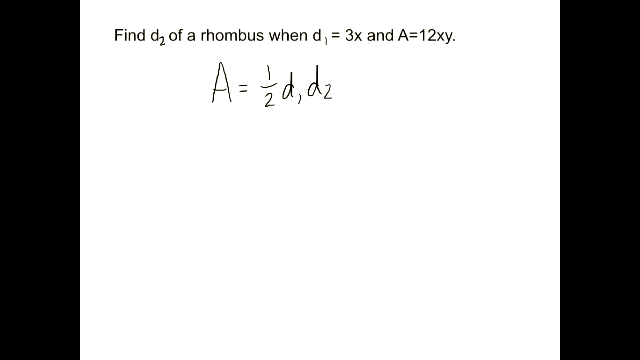 Find d₂ of a rhombus when d₁ = 3x and A=12xy.
A = ½ d₁ d₂